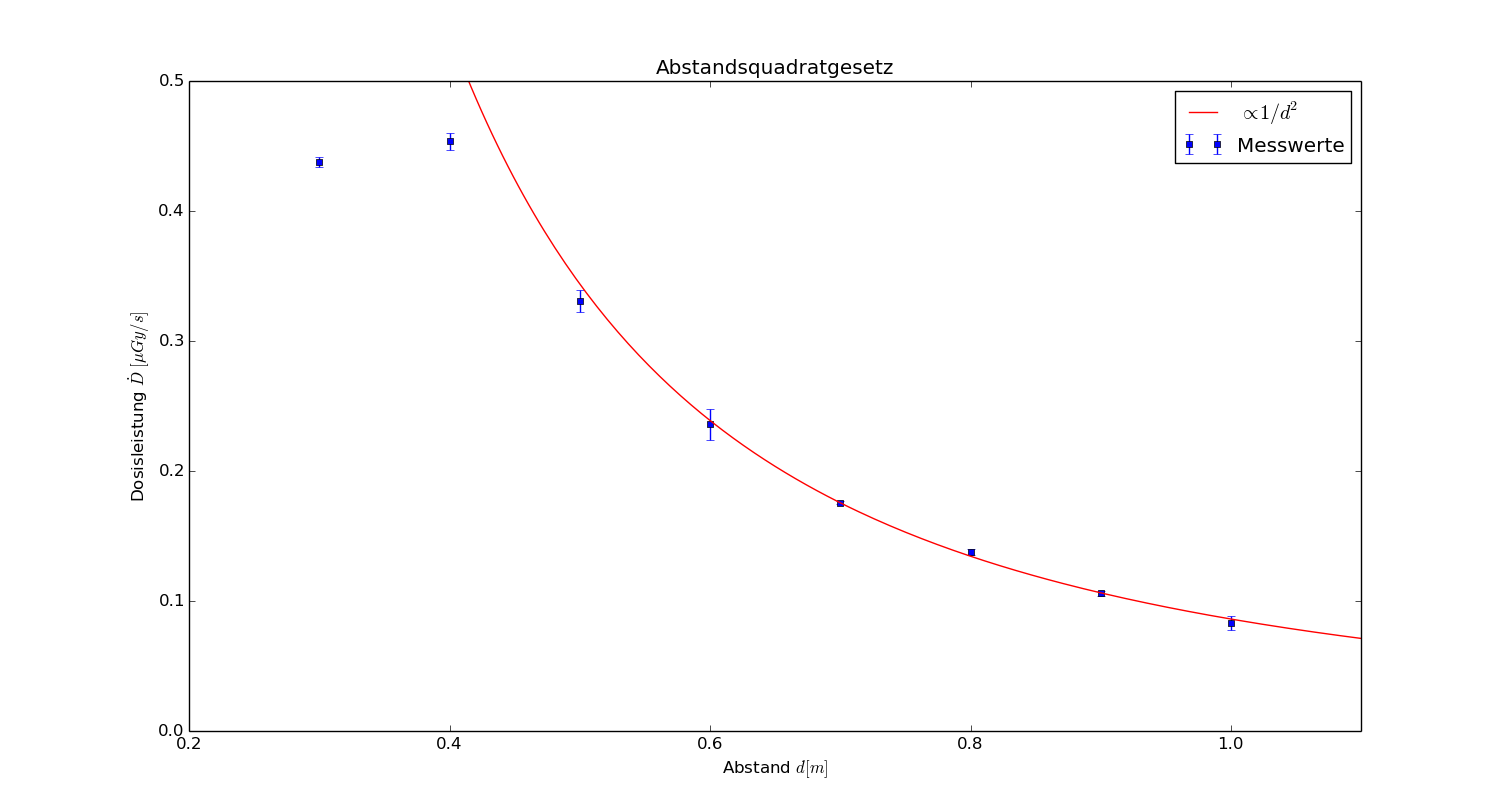 Abstandsquadratgesetz
∝1/d²
Messwerte
0.5
0.4
0.3
0.2
0.1
0.0
Dosisleistung Ḋ [μGy/s]
0.2 0.4 0.6 0.8 1.0
Abstand d[m]